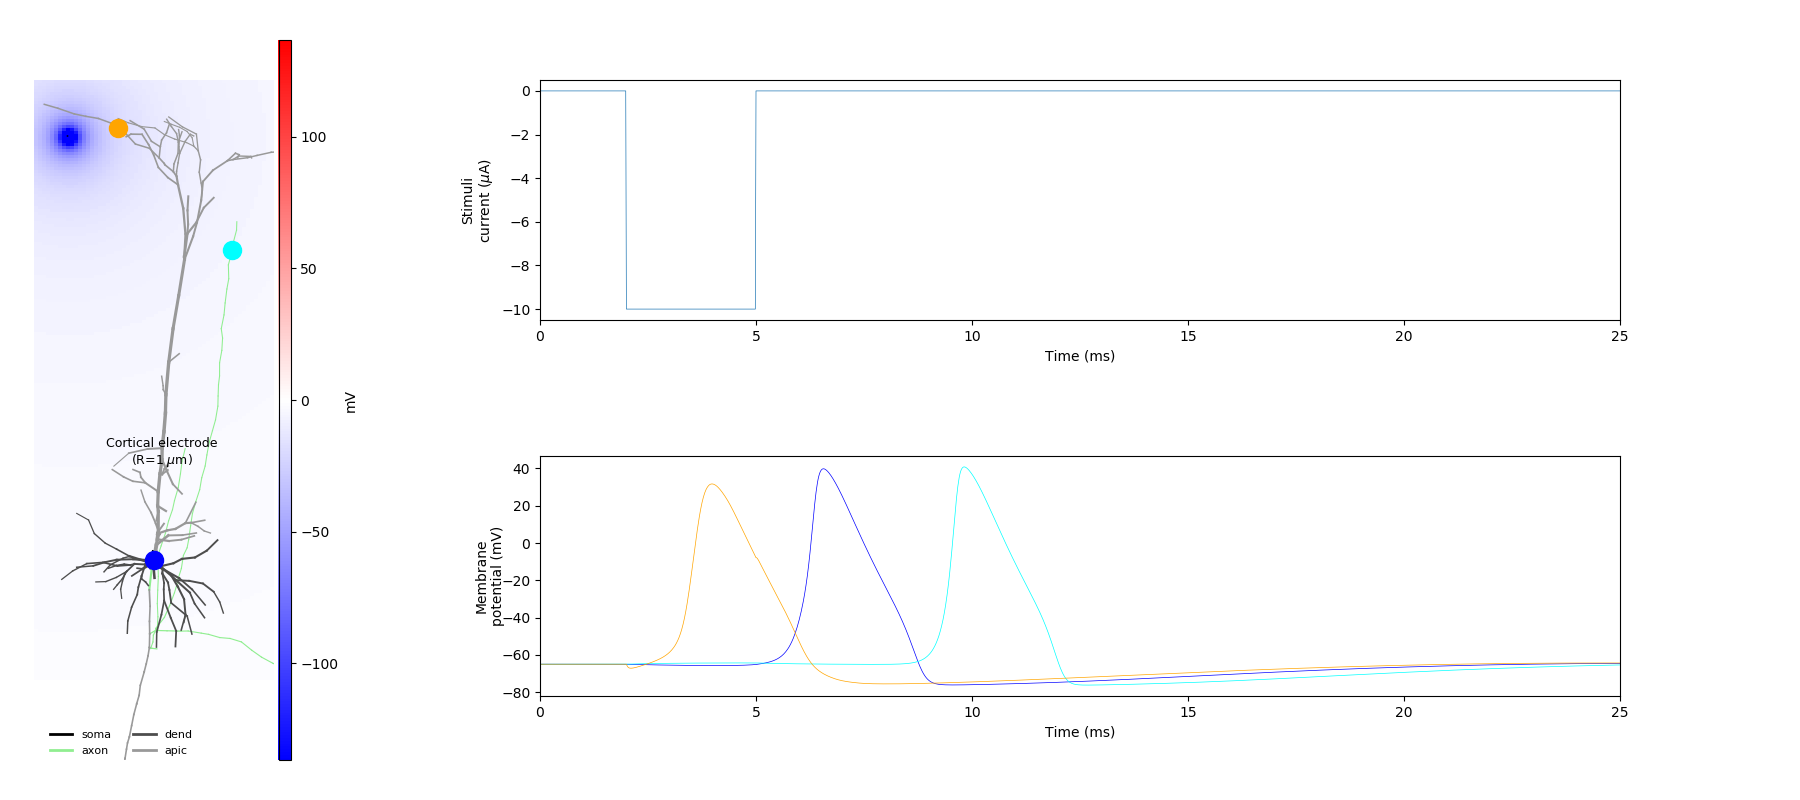 Cortical electrode
(R=1 μm)
soma
axon
dend
apic
100
50
0
−50
−100
mV
Stimuli
current (μA)
0
−2
−4
−6
−8
−10
0 5 10 15 20 25
Time (ms)
Membrane
potential (mV)
40
20
0
−20
−40
−60
−80
0 5 10 15 20 25
Time (ms)